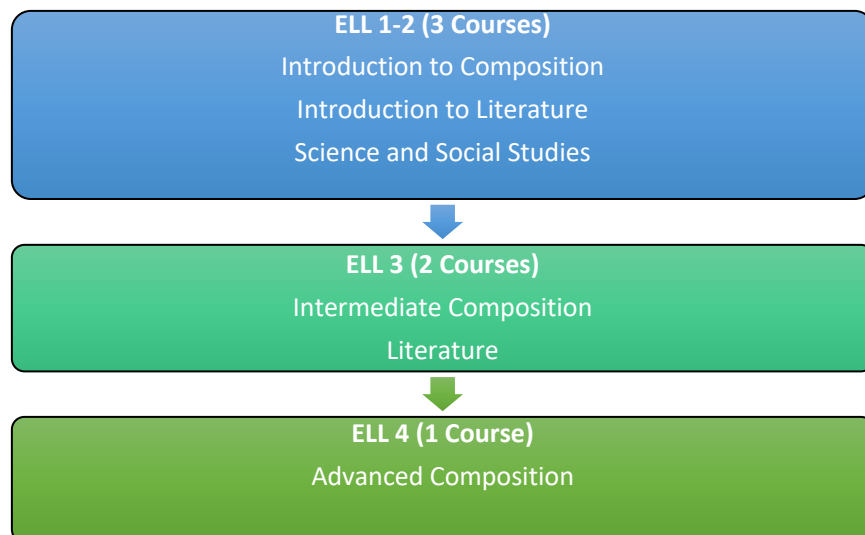 ELL 1-2 (3 Courses)
Introduction to Composition
Introduction to Literature
Science and Social Studies
ELL 3 (2 Courses)
Intermediate Composition
Literature
ELL 4 (1 Course)
Advanced Composition